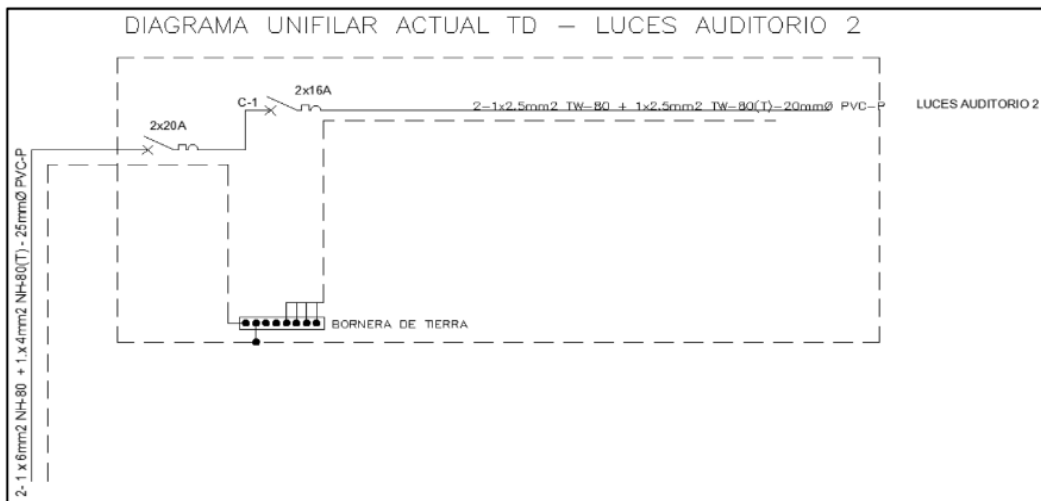 DIAGRAMA UNIFILAR ACTUAL TD – LUCES AUDITORIO 2
2x16A
C-1
2-1x2.5mm2 TW-80 + 1x2.5mm2 TW-80(T)-20mmØ PVC-P
LUCES AUDITORIO 2
2x20A
2- 1 x 6mm2 NH-80 + 1.x 4mm2 NH-80(T) - 25mmØ PVC-P
BORNERA DE TIERRA